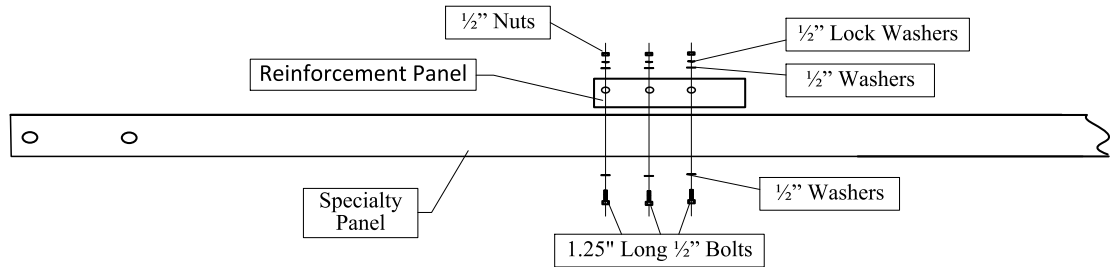 ½” Nuts
½” Lock Washers
Reinforcement Panel
½” Washers
½” Washers
Specialty
Panel
1.25" Long ½” Bolts